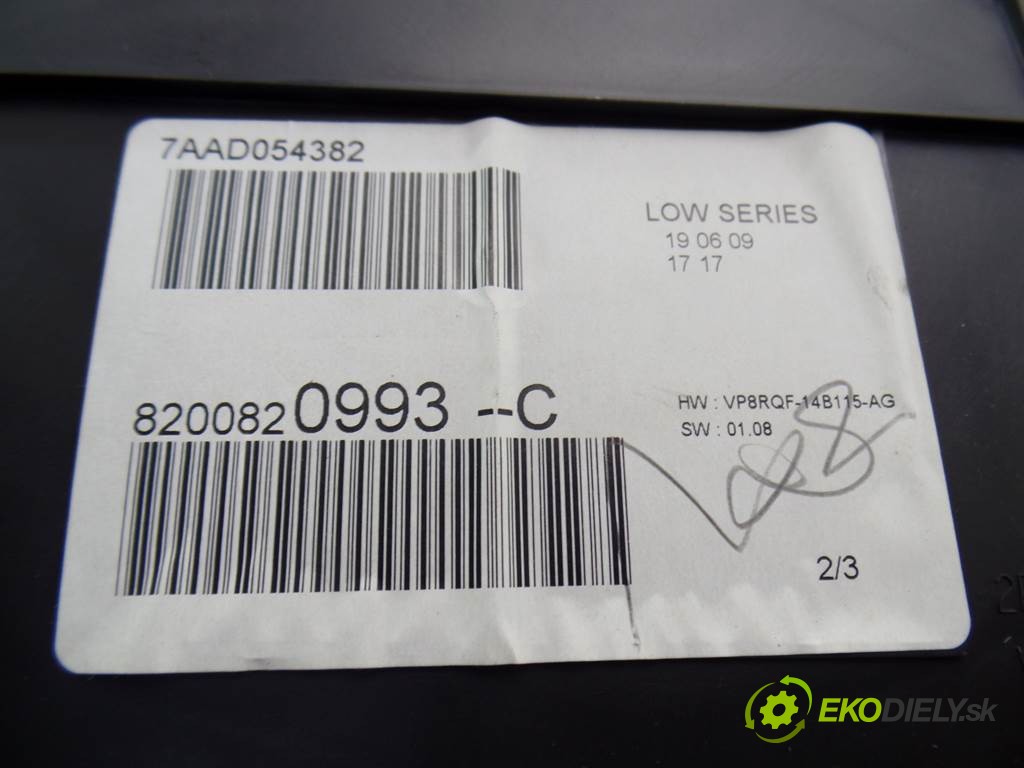 7AAD054382
LOW SERIES
19 06 09
17 17
8200820993 --C
HW : VP8RQF-14B115-AG
SW : 01.08
2/3
EKODIELY.sk